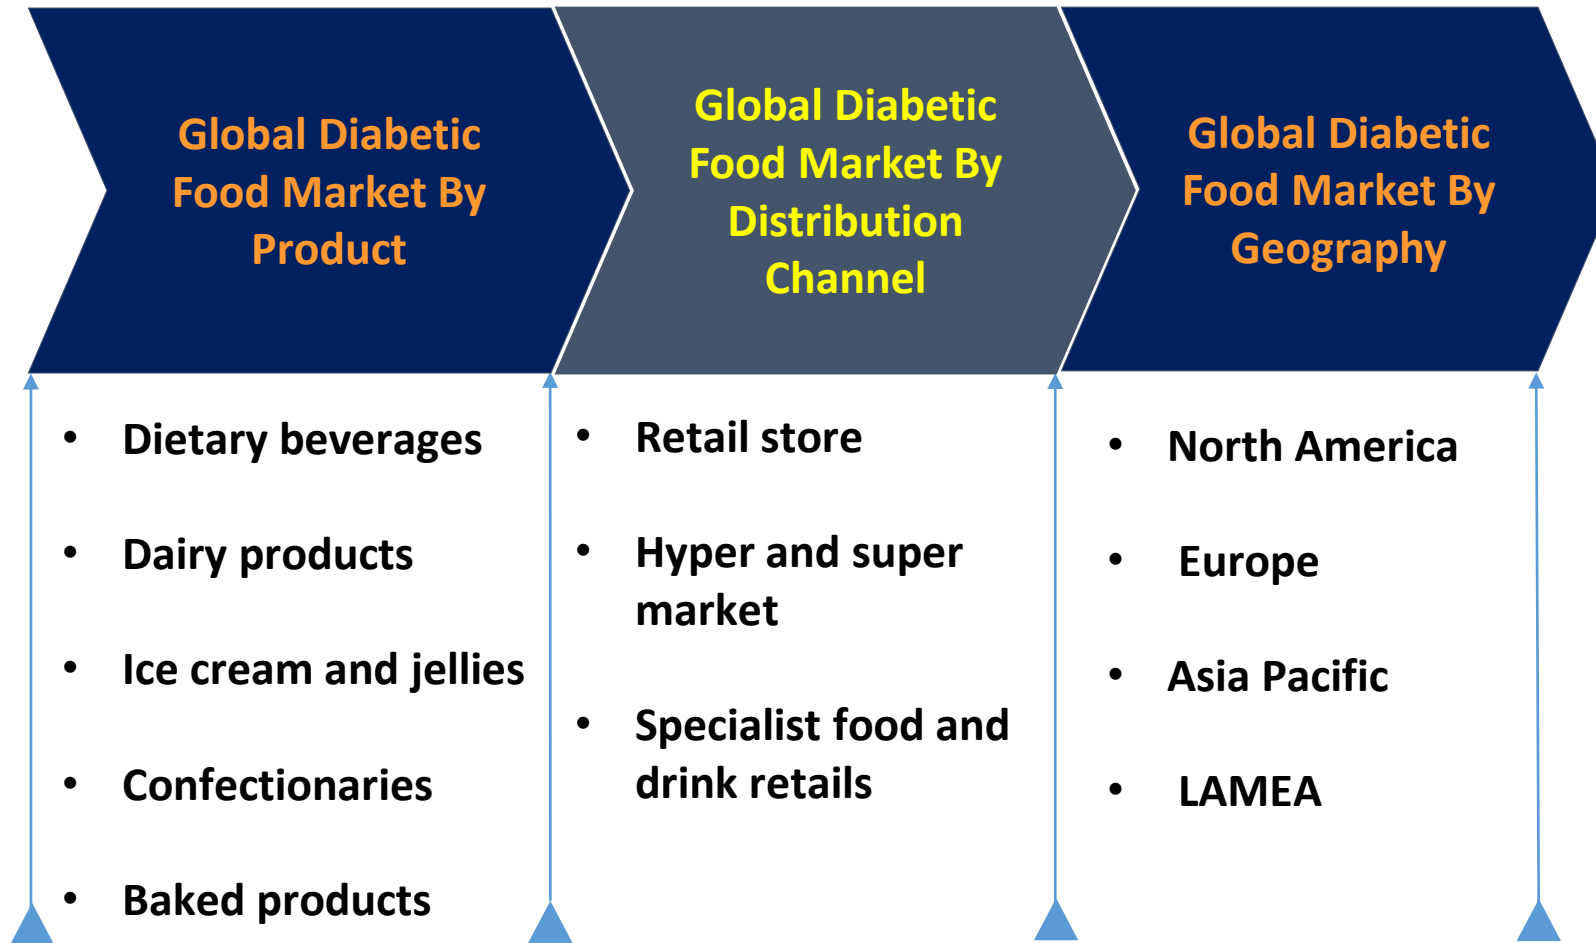 Global Diabetic
Food Market By
Product
Global Diabetic
Food Market By
Distribution
Channel
Global Diabetic
Food Market By
Geography
• Dietary beverages
• Dairy products
• Ice cream and jellies
• Confectionaries
• Baked products
• Retail store
• Hyper and super
market
• Specialist food and
drink retails
• North America
• Europe
• Asia Pacific
• LAMEA